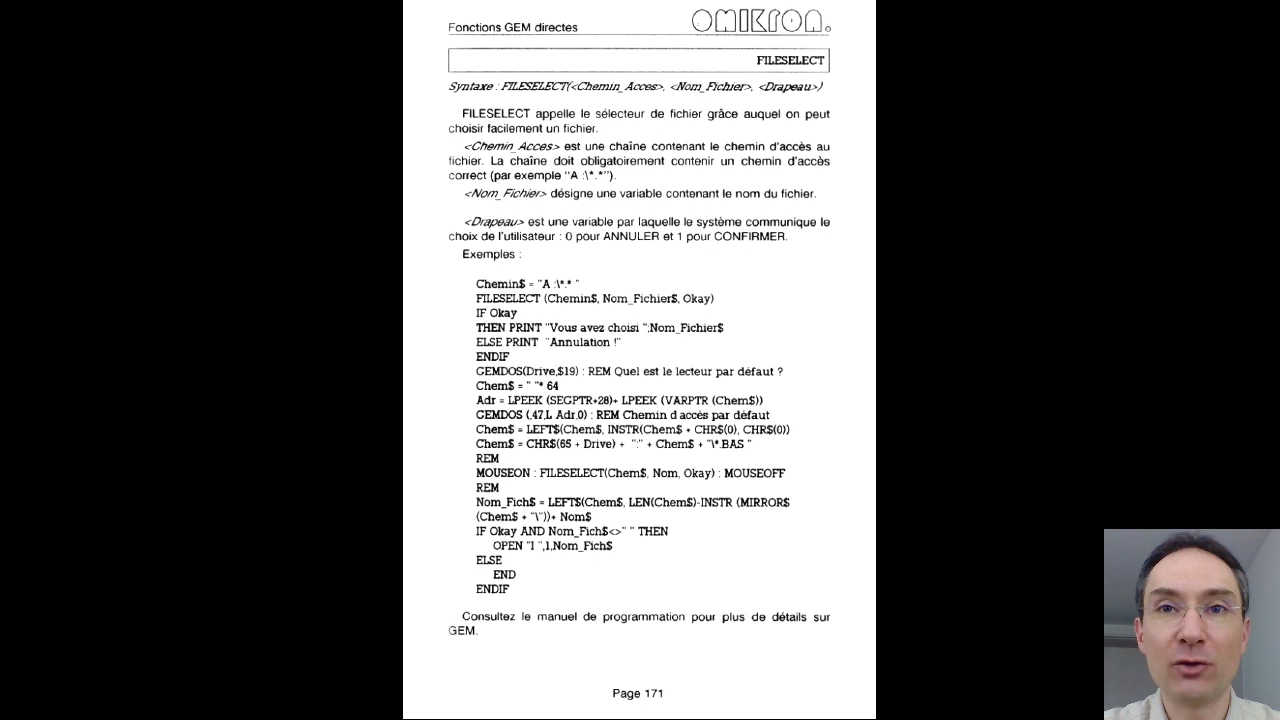 Fonctions GEM directes
OMIKRON.©
FILESELECT
Syntaxe : FILESELECT(<Chemin_Acces>, <Nom_Fichier>, <Drapeau>)
FILESELECT appelle le sélecteur de fichier grâce auquel on peut
choisir facilement un fichier.
<Chemin_Acces> est une chaîne contenant le chemin d'accès au
fichier. La chaîne doit obligatoirement contenir un chemin d'accès
correct (par exemple "A :\*.*").
<Nom_Fichier> désigne une variable contenant le nom du fichier.
<Drapeau> est une variable par laquelle le système communique le
choix de l'utilisateur : 0 pour ANNULER et 1 pour CONFIRMER.
Exemples :
Chemin$ = "A :\*.* "
FILESELECT (Chemin$, Nom_Fichier$, Okay)
IF Okay
THEN PRINT "Vous avez choisi ";Nom_Fichier$
ELSE PRINT "Annulation !"
ENDIF
GEMDOS(Drive,$19) : REM Quel est le lecteur par défaut ?
Chem$ = " "* 64
Adr = LPEEK (SEGPTR+28)+ LPEEK (VARPTR (Chem$))
GEMDOS (,47,L Adr,0) : REM Chemin d'accès par défaut
Chem$ = LEFT$(Chem$, INSTR(Chem$ + CHR$(0), CHR$(0))
Chem$ = CHR$(65 + Drive) + ":" + Chem$ + "\*.BAS "
REM
MOUSEON : FILESELECT(Chem$, Nom, Okay) : MOUSEOFF
REM
Nom_Fich$ = LEFT$(Chem$, LEN(Chem$)-INSTR (MIRROR$
(Chem$ + "\"))+ Nom$
IF Okay AND Nom_Fich$<>" " THEN
OPEN "I ",1,Nom_Fich$
ELSE
END
ENDIF
Consultez le manuel de programmation pour plus de détails sur
GEM.
Page 171